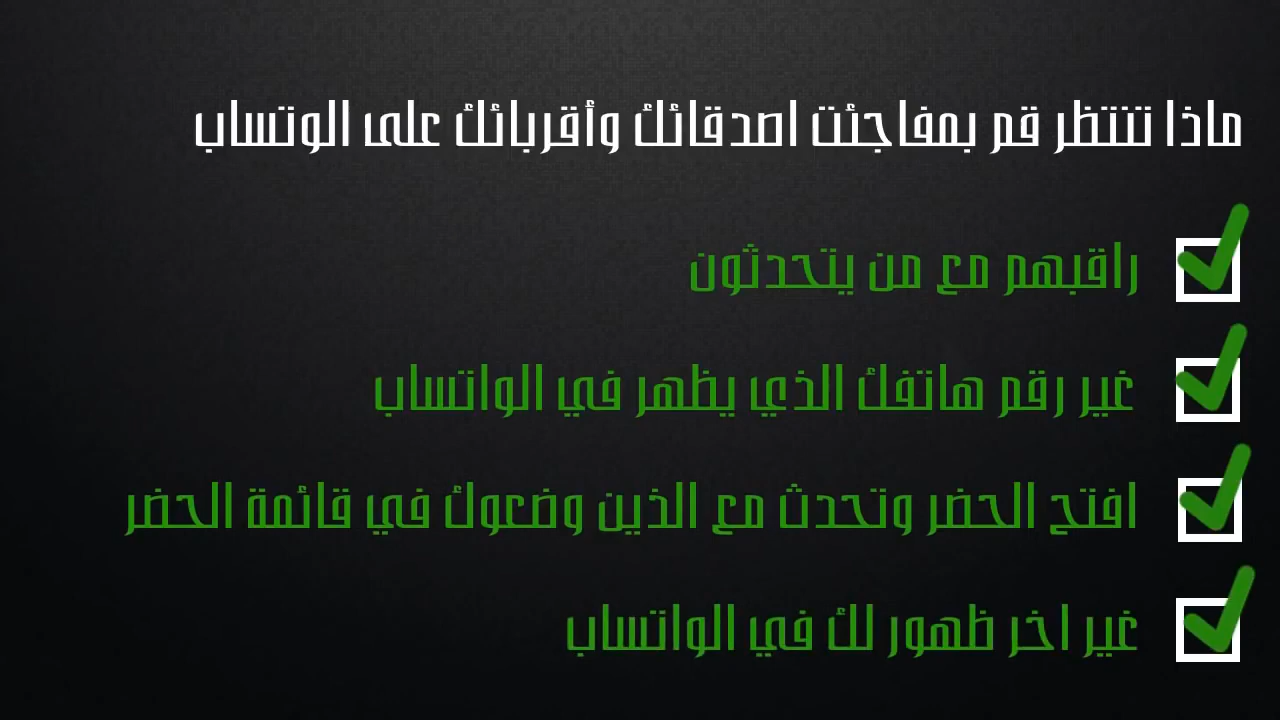 ماذا تنتظر قم بمفاجئت اصدقائك وأقربائك على الوتساب
راقبهم مع من يتحدثون
غير رقم هاتفك الذي يظهر في الواتساب
افتح الحضر وتحدث مع الذين وضعوك في قائمة الحضر
غير اخر ظهور لك في الواتساب